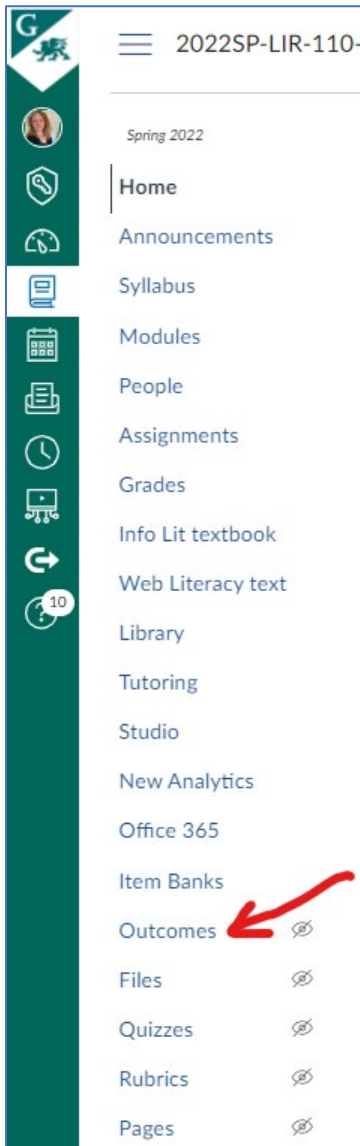 G
2022SP-LIR-110-
Spring 2022
Home
Announcements
Syllabus
Modules
People
Assignments
Grades
Info Lit textbook
10
Web Literacy text
Library
Tutoring
Studio
New Analytics
Office 365
Item Banks
Outcomes
Files
Quizzes
Rubrics
Pages